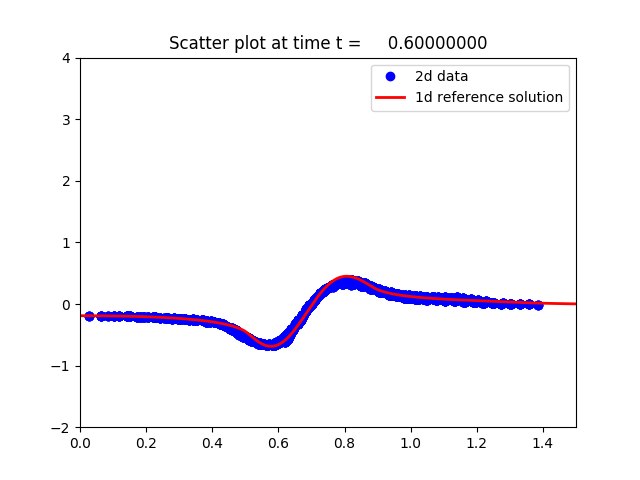 Scatter plot at time t = 0.60000000
2d data
1d reference solution
4
3
2
1
0
−1
−2
0.0 0.2 0.4 0.6 0.8 1.0 1.2 1.4